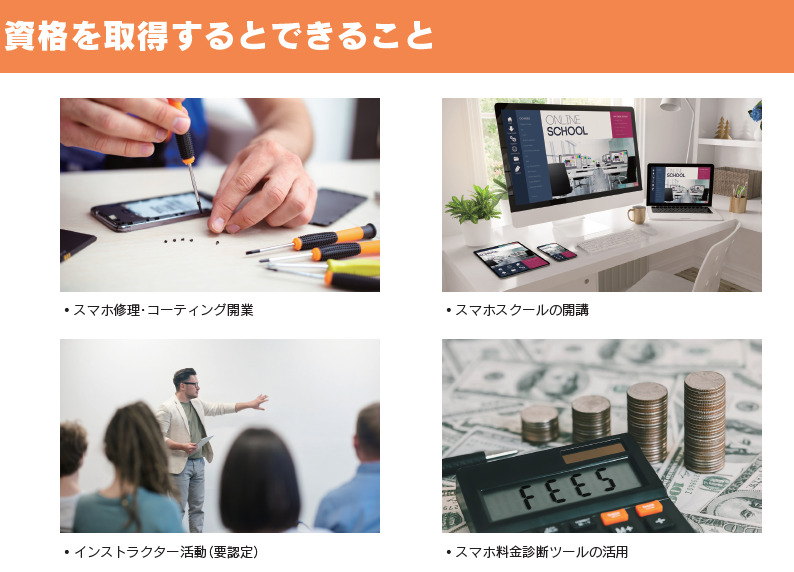 資格を取得するとできること
ONLINE
SCHOOL
ONLINE
SCHOOL
•スマホ修理･コーティング開業
•スマホスクールの開講
FEES
M+
+
•インストラクター活動(要認定)
•スマホ料金診断ツールの活用